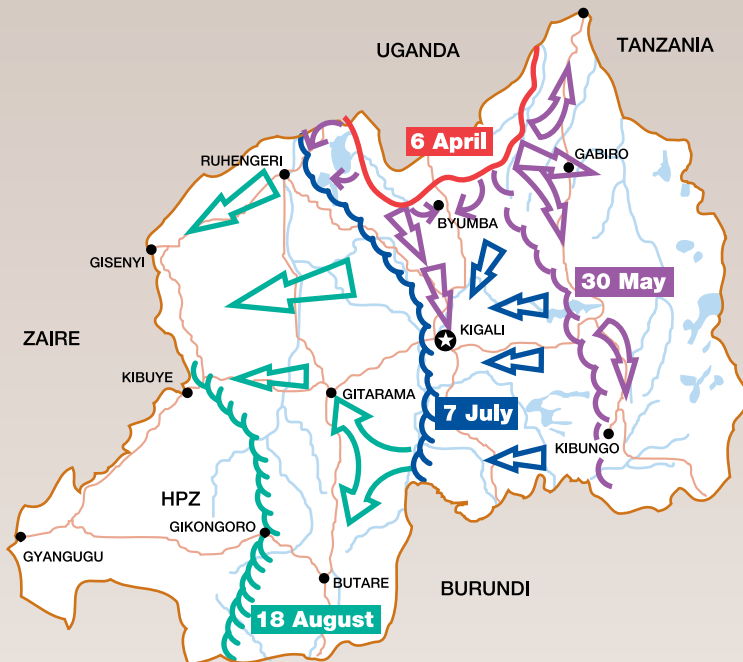 UGANDA
TANZANIA
6 April
RUHENGERI
GABIRO
BYUMBA
GISENYI
30 May
ZAIRE
KIGALI
KIBUYE
GITARAMA
7 July
KIBUNGO
HPZ
GIKONGORO
GYANGUGU
BUTARE
BURUNDI
18 August